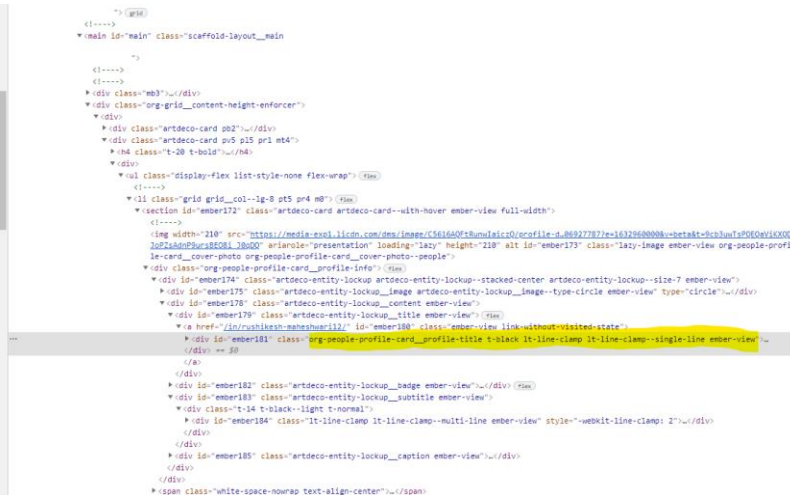 "> grid
<!---->
▼<main id="main" class="scaffold-layout__main
">
<!---->
<!---->
▶<div class="mb3">…</div>
▼<div class="org-grid__content-height-enforcer">
▼<div>
▶<div class="artdeco-card pb2">…</div>
▼<div class="artdeco-card pv5 pl5 pr1 mt4">
▶<h4 class="t-20 t-bold">…</h4>
▼<div>
▼<ul class="display-flex list-style-none flex-wrap"> flex
<!---->
▼<li class="grid grid__col--lg-8 pt5 pr4 m0"> flex
▼<section id="ember172" class="artdeco-card artdeco-card--with-hover ember-view full-width">
<!---->
<img width="210" src="https://media-exp1.licdn.com/dms/image/
ariarole="presentation" loading="lazy" height="210" alt id="ember173" class="lazy-image ember-view org-people-profi
le-card__cover-photo org-people-profile-card__cover-photo--people">
▼<div class="org-people-profile-card__profile-info"> flex
▼<div id="ember174" class="artdeco-entity-lockup artdeco-entity-lockup--stacked-center artdeco-entity-lockup--size-7 ember-view">
▶<div id="ember175" class="artdeco-entity-lockup__image artdeco-entity-lockup__image--type-circle ember-view" type="circle">…</div>
▼<div id="ember178" class="artdeco-entity-lockup__content ember-view">
▼<div id="ember179" class="artdeco-entity-lockup__title ember-view"> flex
▼<a href="/in/rushikesh-maheshwari12/" id="ember180" class="ember-view link-without-visited-state">
… ▶<div id="ember181" class="org-people-profile-card__profile-title t-black lt-line-clamp lt-line-clamp--single-line ember-view">…
</div> == $0
</a>
</div>
▶<div id="ember182" class="artdeco-entity-lockup__badge ember-view">…</div> flex
▼<div id="ember183" class="artdeco-entity-lockup__subtitle ember-view">
▼<div class="t-14 t-black--light t-normal">
▶<div id="ember184" class="lt-line-clamp lt-line-clamp--multi-line ember-view" style="-webkit-line-clamp: 2">…</div>
</div>
</div>
▶<div id="ember185" class="artdeco-entity-lockup__caption ember-view">…</div>
</div>
</div>
▶<span class="white-space-nowrap text-align-center">…</span>